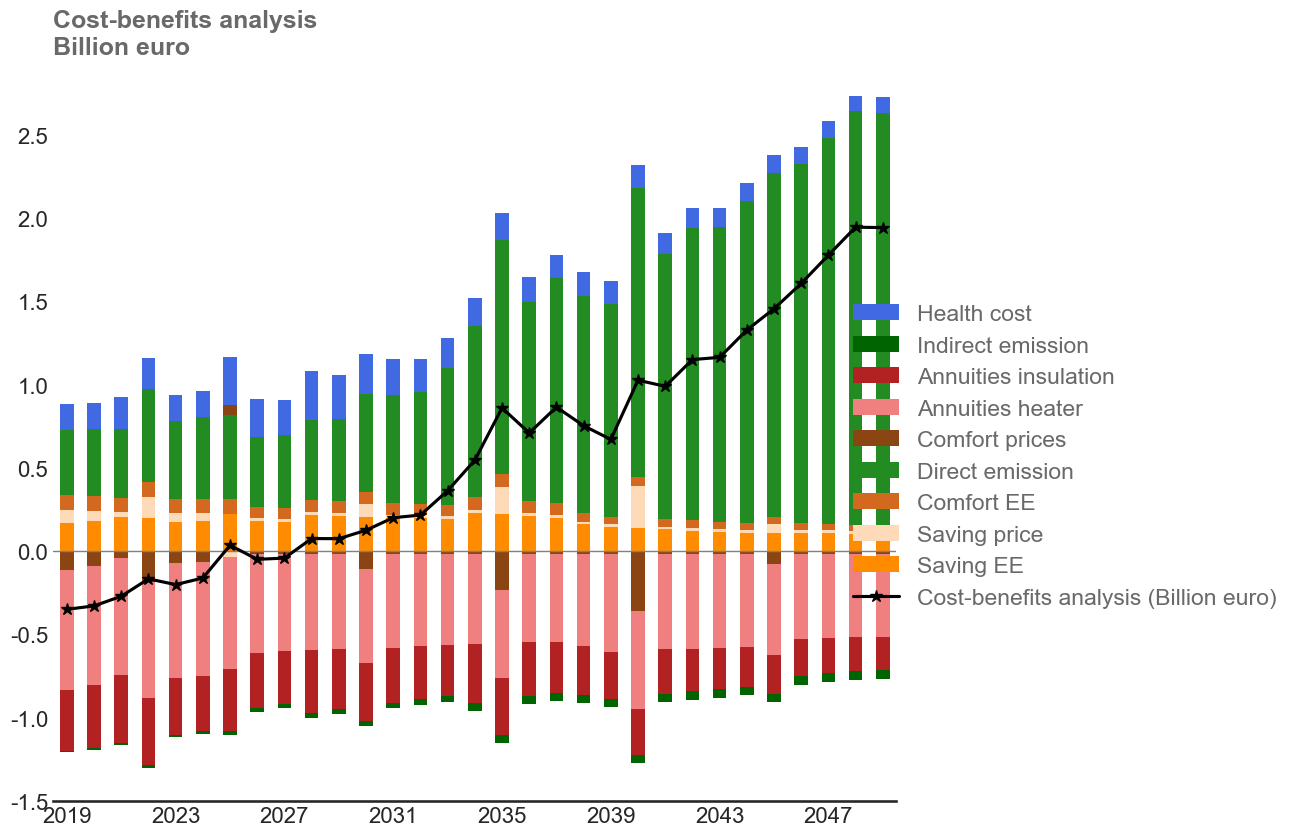 Cost-benefits analysis
Billion euro
2.5
2.0
1.5
1.0
0.5
0.0
-0.5
-1.0
-1.5
2019 2023 2027 2031 2035 2039 2043 2047
Health cost
Indirect emission
Annuities insulation
Annuities heater
Comfort prices
Direct emission
Comfort EE
Saving price
Saving EE
Cost-benefits analysis (Billion euro)